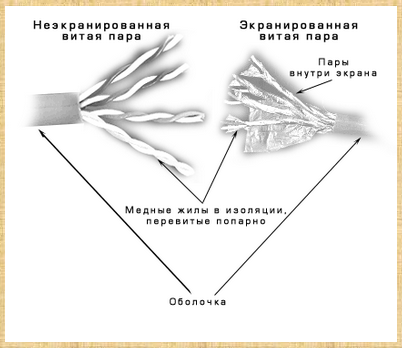 Неэкранированная
витая пара
Экранированная
витая пара
Пары
внутри экрана
Медные жилы в изоляции,
перевитые попарно
Оболочка